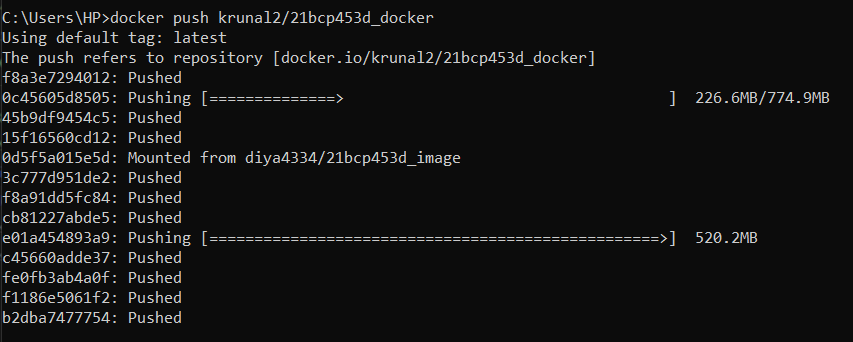 C:\Users\HP>docker push krunal2/21bcp453d_docker
Using default tag: latest
The push refers to repository [docker.io/krunal2/21bcp453d_docker]
f8a3e7294012: Pushed
0c45605d8505: Pushing [==============>                                    ]  226.6MB/774.9MB
45b9df9454c5: Pushed
15f16560cd12: Pushed
0d5f5a015e5d: Mounted from diya4334/21bcp453d_image
3c777d951de2: Pushed
f8a91dd5fc84: Pushed
cb81227abde5: Pushed
e01a454893a9: Pushing [==================================================>]  520.2MB
c45660adde37: Pushed
fe0fb3ab4a0f: Pushed
f1186e5061f2: Pushed
b2dba7477754: Pushed